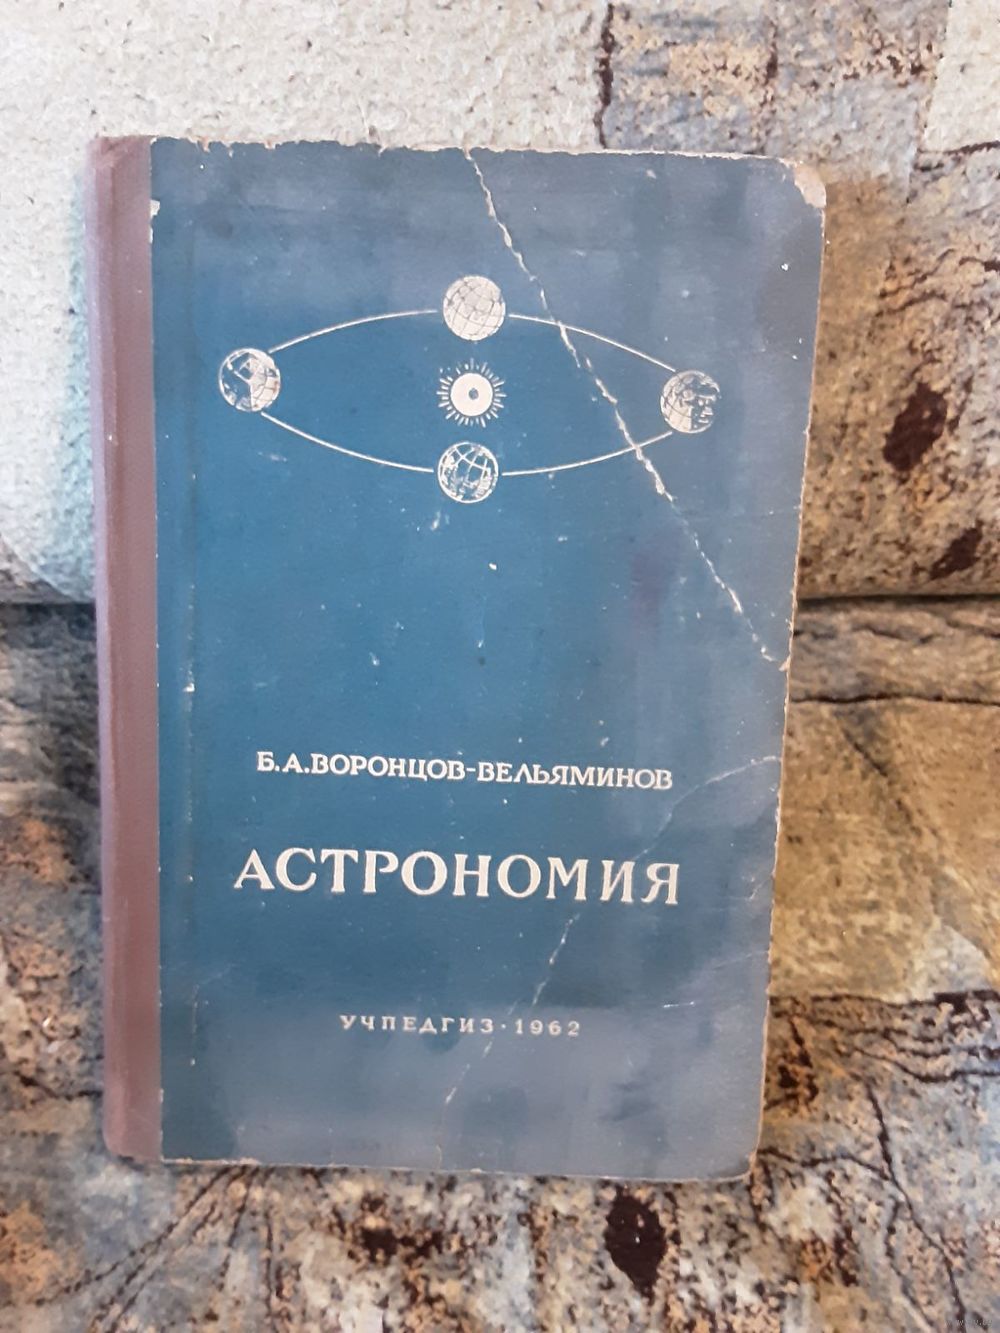 Б.А.ВОРОНЦОВ-ВЕЛЬЯМИНОВ
АСТРОНОМИЯ
УЧПЕДГИЗ · 1962